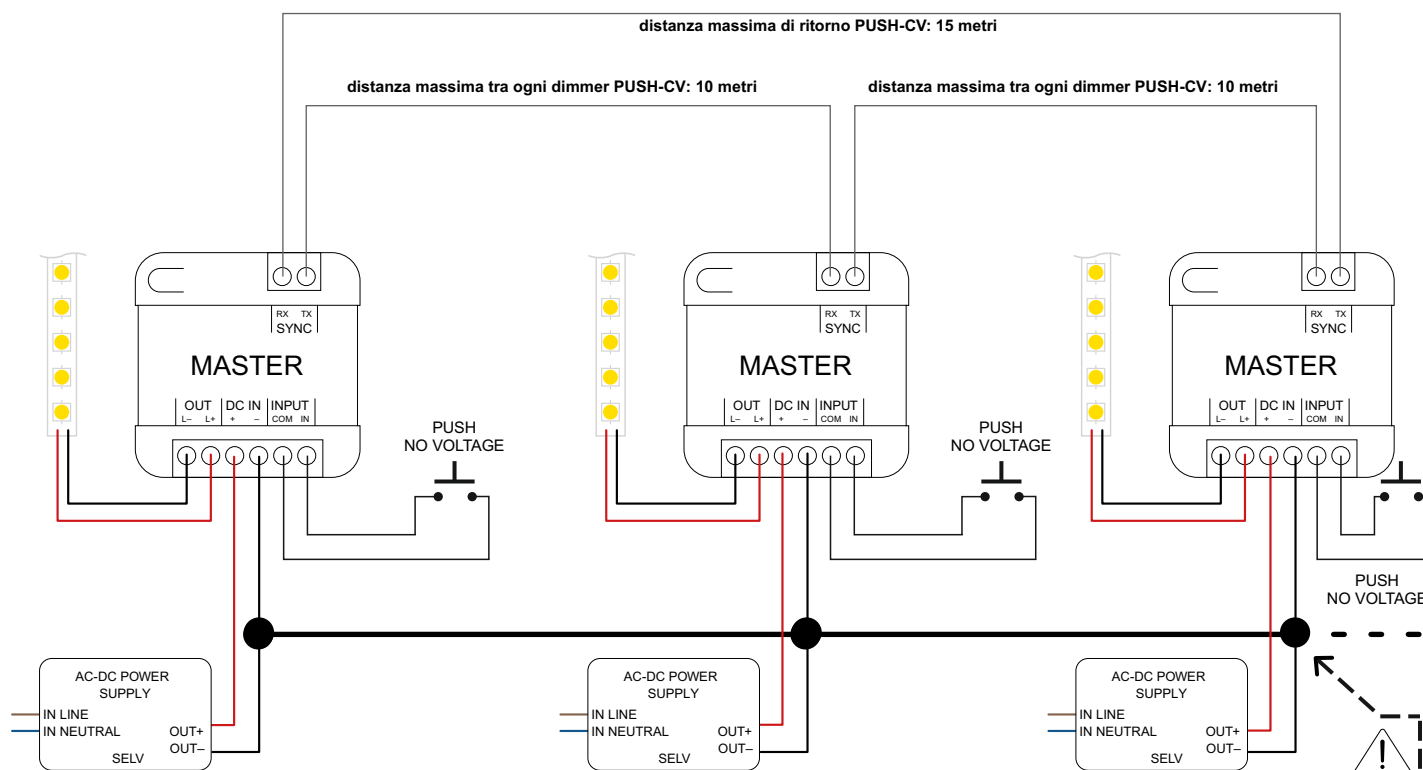 distanza massima di ritorno PUSH-CV: 15 metri
distanza massima tra ogni dimmer PUSH-CV: 10 metri
distanza massima tra ogni dimmer PUSH-CV: 10 metri
RX TX
SYNC
MASTER
OUT DC IN INPUT
L– L+ + – COM IN
PUSH
NO VOLTAGE
RX TX
SYNC
MASTER
OUT DC IN INPUT
L– L+ + – COM IN
PUSH
NO VOLTAGE
RX TX
SYNC
MASTER
OUT DC IN INPUT
L– L+ + – COM IN
PUSH
NO VOLTAGE
AC-DC POWER
SUPPLY
IN LINE
IN NEUTRAL
OUT+
OUT–
SELV
AC-DC POWER
SUPPLY
IN LINE
IN NEUTRAL
OUT+
OUT–
SELV
AC-DC POWER
SUPPLY
IN LINE
IN NEUTRAL
OUT+
OUT–
SELV
!